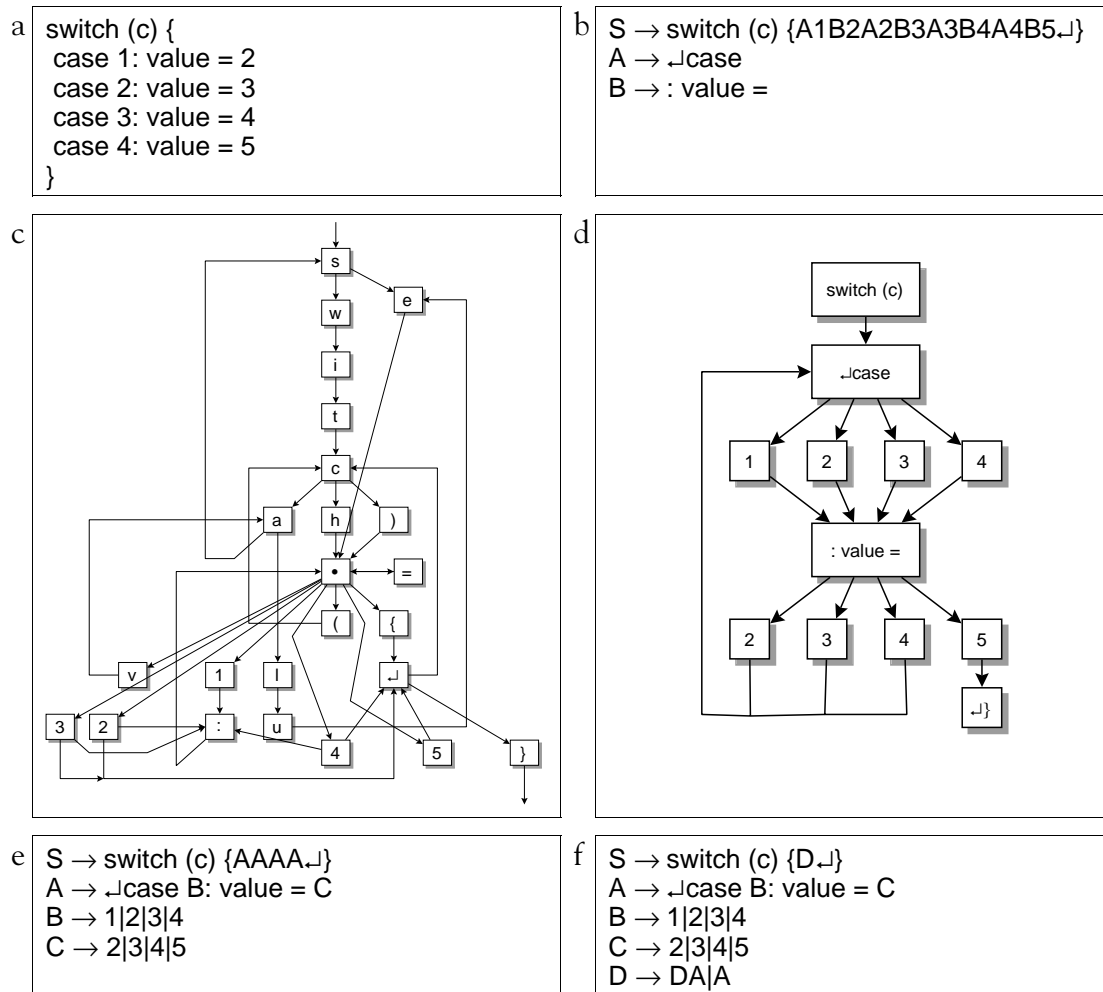 a
switch (c) {
case 1: value = 2
case 2: value = 3
case 3: value = 4
case 4: value = 5
}
b
S → switch (c) {A1B2A2B3A3B4A4B5↵}
A → ↵case
B → : value =
c
s
e
w
i
t
c
a h )
• =
( {
v 1 l ↵
3 2 : u 4 5 }
d
switch (c)
↵case
1 2 3 4
: value =
2 3 4 5
↵}
e
S → switch (c) {AAAA↵}
A → ↵case B: value = C
B → 1|2|3|4
C → 2|3|4|5
f
S → switch (c) {D↵}
A → ↵case B: value = C
B → 1|2|3|4
C → 2|3|4|5
D → DA|A